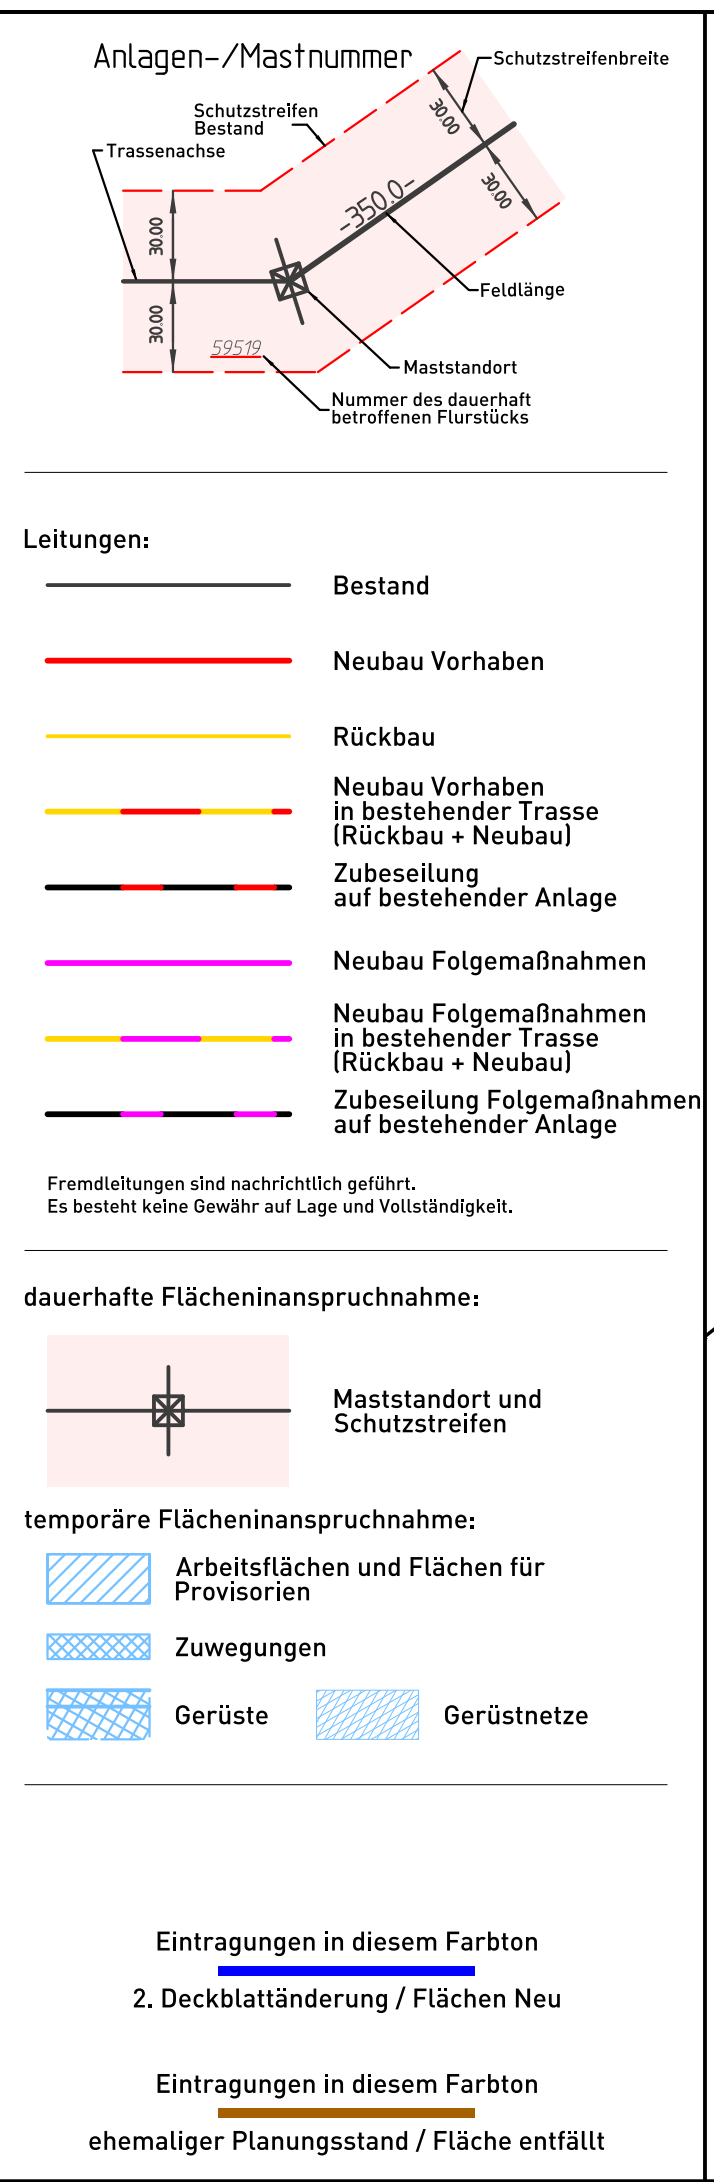 Anlagen-/Mastnummer
Schutzstreifenbreite
Schutzstreifen
Bestand
Trassenachse
30.00
30.00
-350.0-
30.00
30.00
Feldlänge
59519
Maststandort
Nummer des dauerhaft
betroffenen Flurstücks
Leitungen:
Bestand
Neubau Vorhaben
Rückbau
Neubau Vorhaben
in bestehender Trasse
(Rückbau + Neubau)
Zubeseilung
auf bestehender Anlage
Neubau Folgemaßnahmen
Neubau Folgemaßnahmen
in bestehender Trasse
(Rückbau + Neubau)
Zubeseilung Folgemaßnahmen
auf bestehender Anlage
Fremdleitungen sind nachrichtlich geführt.
Es besteht keine Gewähr auf Lage und Vollständigkeit.
dauerhafte Flächeninanspruchnahme:
Maststandort und
Schutzstreifen
temporäre Flächeninanspruchnahme:
Arbeitsflächen und Flächen für
Provisorien
Zuwegungen
Gerüste
Gerüstnetze
Eintragungen in diesem Farbton
2. Deckblattänderung / Flächen Neu
Eintragungen in diesem Farbton
ehemaliger Planungsstand / Fläche entfällt